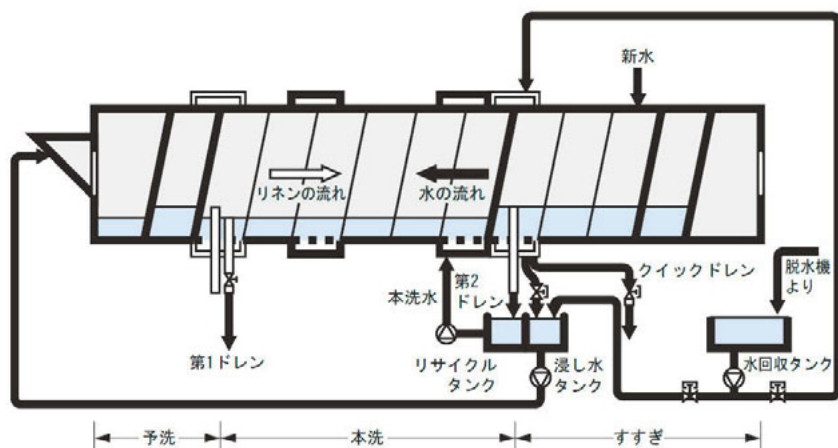 新水
リネンの流れ
水の流れ
クイックドレン
脱水機
より
本洗水
第2
ドレン
第1ドレン
リサイクル
タンク
浸し水
タンク
水回収タンク
予洗
本洗
すすぎ